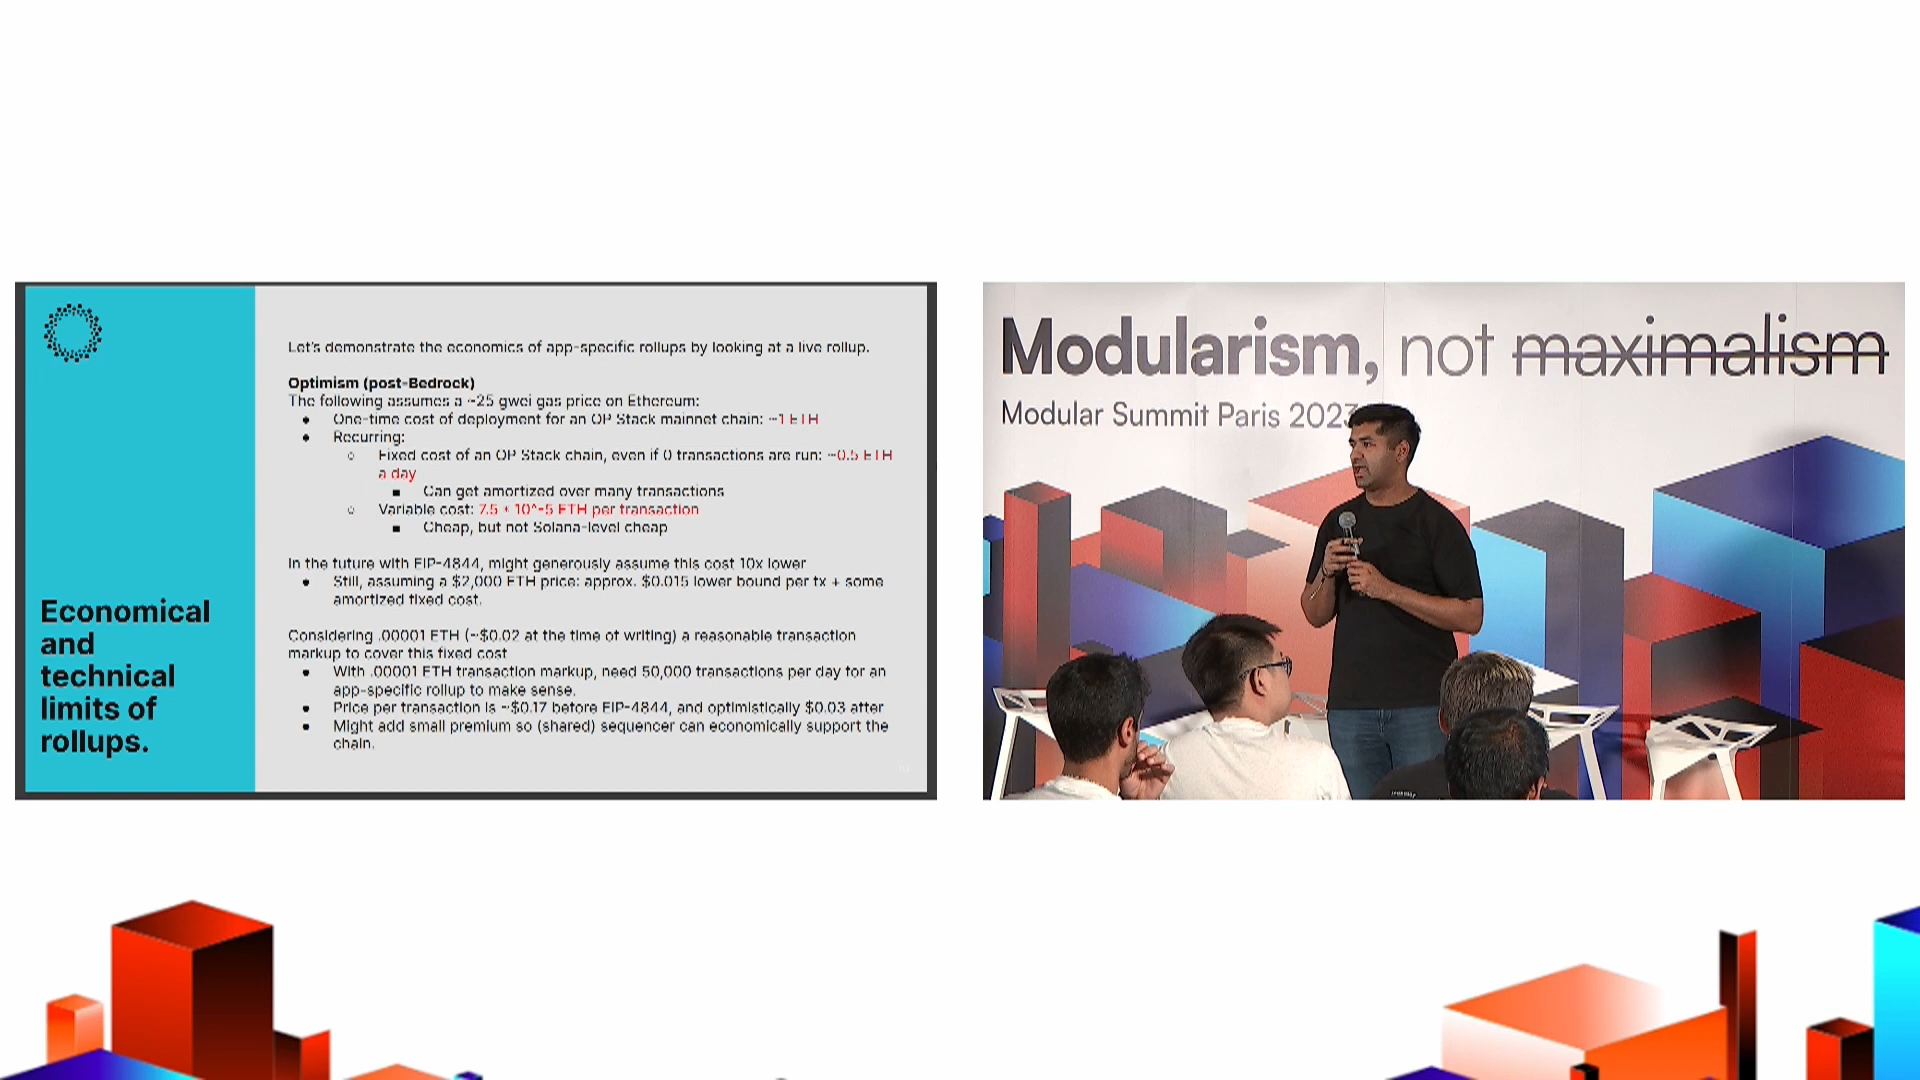 Economical
and
technical
limits of
rollups.
Let's demonstrate the economics of app-specific rollups by looking at a live rollup.
Optimism (post-Bedrock)
The following assumes a ~25 gwei gas price on Ethereum:
● One-time cost of deployment for an OP Stack mainnet chain: ~1 ETH
● Recurring:
○ Fixed cost of an OP Stack chain, even if 0 transactions are run: ~0.5 ETH
a day
■ Can get amortized over many transactions
○ Variable cost: 7.5 * 10^-5 ETH per transaction
■ Cheap, but not Solana-level cheap
In the future with EIP-4844, might generously assume this cost 10x lower
● Still, assuming a $2,000 ETH price: approx. $0.015 lower bound per tx + some
amortized fixed cost.
Considering .00001 ETH (~$0.02 at the time of writing) a reasonable transaction
markup to cover this fixed cost
● With .00001 ETH transaction markup, need 50,000 transactions per day for an
app-specific rollup to make sense.
● Price per transaction is ~$0.17 before EIP-4844, and optimistically $0.03 after
● Might add small premium so (shared) sequencer can economically support the
chain.
Modularism, not maximalism
Modular Summit Paris 2023